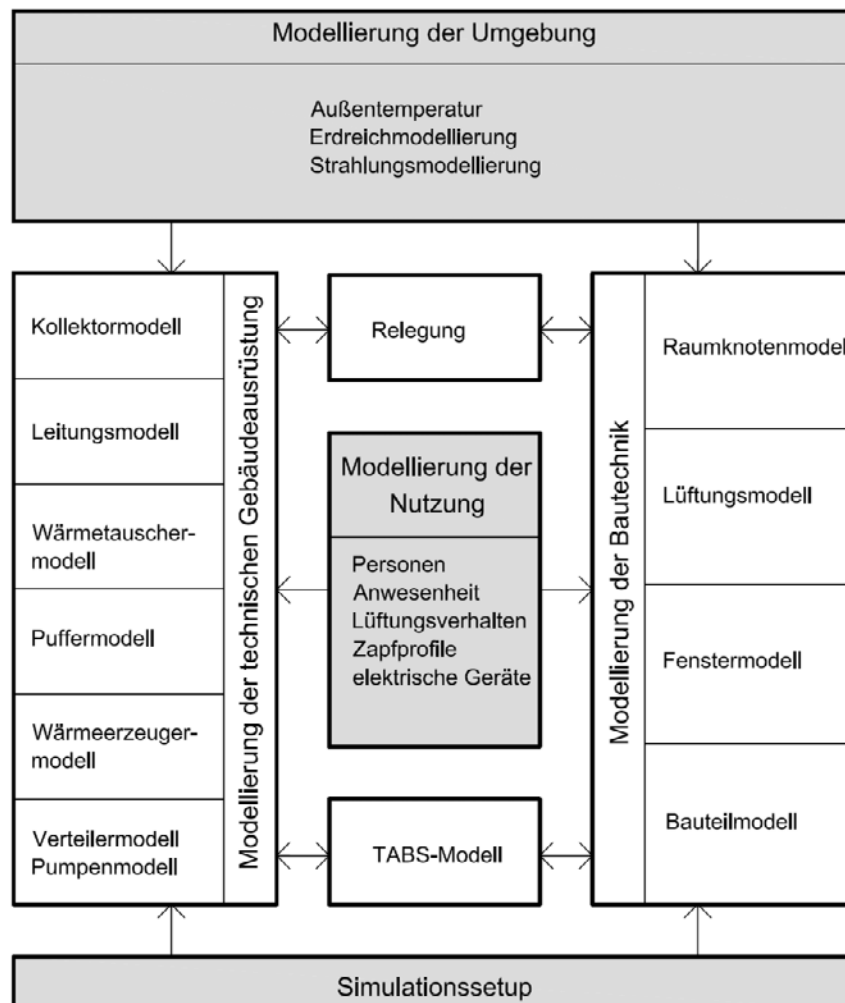 Modellierung der Umgebung
Außentemperatur
Erdreichmodellierung
Strahlungsmodellierung
Kollektormodell
Leitungsmodell
Wärmetauscher-
modell
Puffermodell
Wärmeerzeuger-
modell
Verteilermodell
Pumpenmodell
Modellierung der technischen Gebäudeausrüstung
Relegung
Modellierung der
Nutzung
Personen
Anwesenheit
Lüftungsverhalten
Zapfprofile
elektrische Geräte
TABS-Modell
Modellierung der Bautechnik
Raumknotenmodel
Lüftungsmodell
Fenstermodell
Bauteilmodell
Simulationssetup